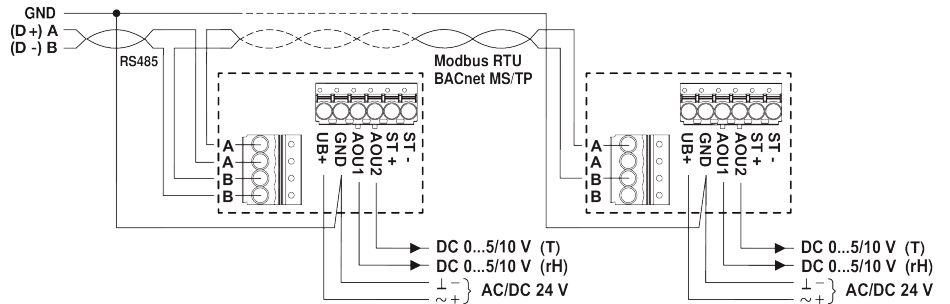 GND
(D +) A
(D -) B
RS485
Modbus RTU
BACnet MS/TP
A
A
B
B
UB+
GND
AOU1
AOU2
ST +
ST -
A
A
B
B
UB+
GND
AOU1
AOU2
ST +
ST -
DC 0...5/10 V (T)
DC 0...5/10 V (rH)
⊥ −
~ + AC/DC 24 V
DC 0...5/10 V (T)
DC 0...5/10 V (rH)
⊥ −
~ + AC/DC 24 V